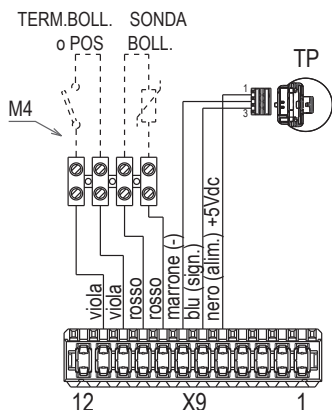 TERM.BOLL.
o POS
SONDA
BOLL.
TP
1
3
M4
viola
viola
rosso
rosso
marrone (-)
blu (sign.)
nero (alim.) +5Vdc
12
X9
1